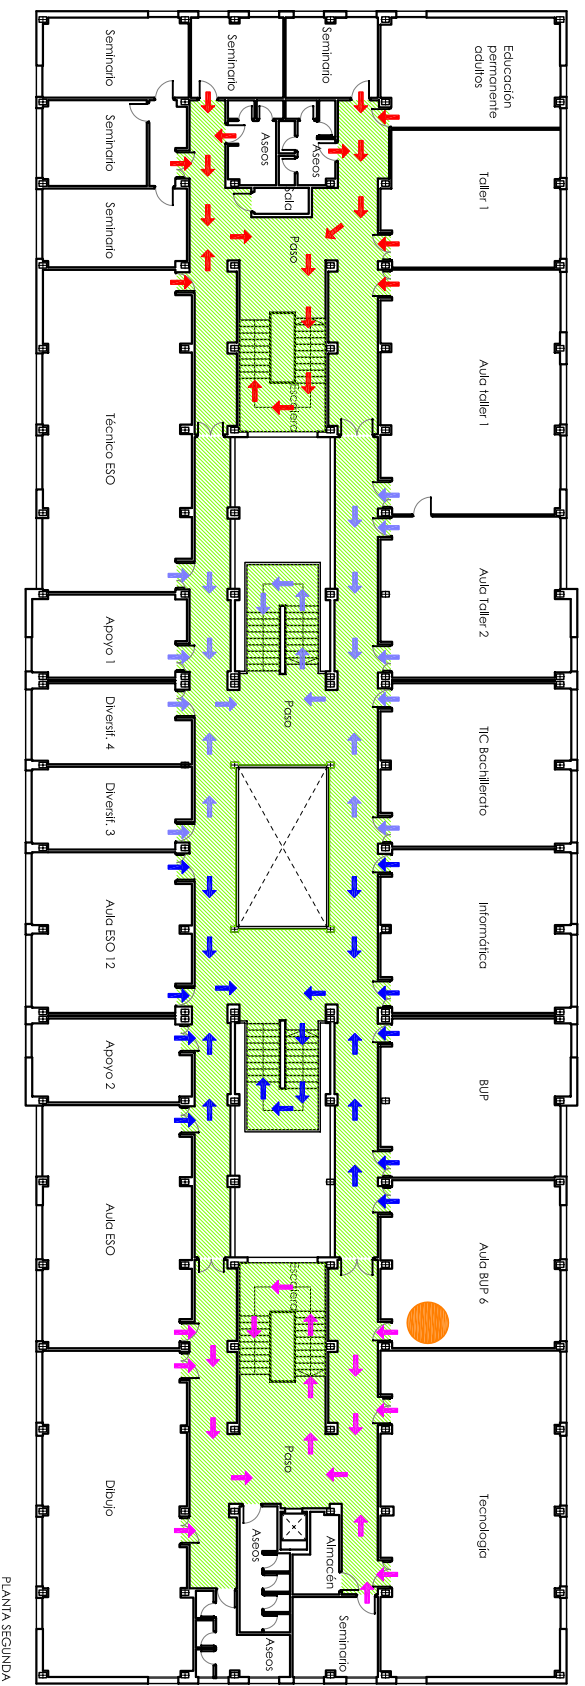 Seminario
Seminario
Seminario
Educación
permanente
adultos
Seminario
Aseos
Aseos
Taller 1
Seminario
Sala
Paso
Técnico ESO
Escalera
Aula taller 1
Apoyo 1
Aula Taller 2
Diversif. 4
Paso
TIC Bachillerato
Diversif. 3
Aula ESO 12
Informática
Apoyo 2
BUP
Aula ESO
Escalera
Aula BUP 6
Dibujo
Paso
Tecnología
Aseos
Almacén
Aseos
Seminario
PLANTA SEGUNDA